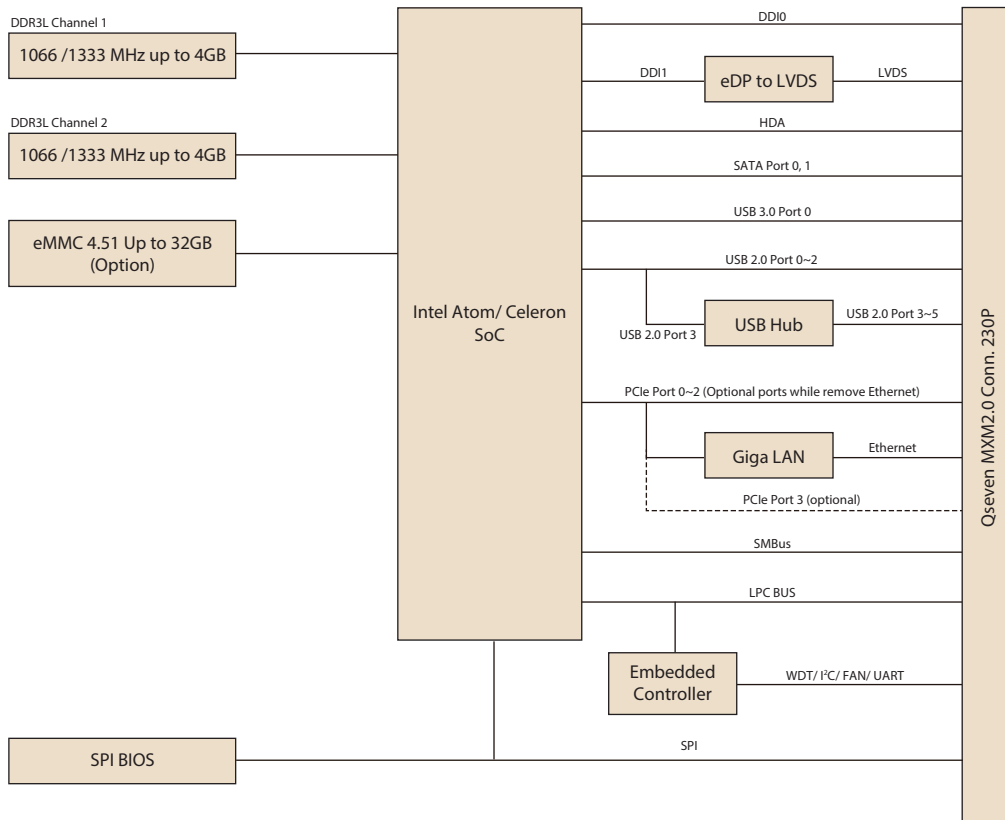 DDR3L Channel 1
1066 /1333 MHz up to 4GB
DDR3L Channel 2
1066 /1333 MHz up to 4GB
eMMC 4.51 Up to 32GB
(Option)
Intel Atom/ Celeron
SoC
SPI BIOS
DDI0
DDI1
eDP to LVDS
LVDS
HDA
SATA Port 0, 1
USB 3.0 Port 0
USB 2.0 Port 0~2
USB 2.0 Port 3
USB Hub
USB 2.0 Port 3~5
PCIe Port 0~2 (Optional ports while remove Ethernet)
Giga LAN
Ethernet
PCIe Port 3 (optional)
SMBus
LPC BUS
Embedded
Controller
WDT/ I²C/ FAN/ UART
SPI
Qseven MXM2.0 Conn. 230P